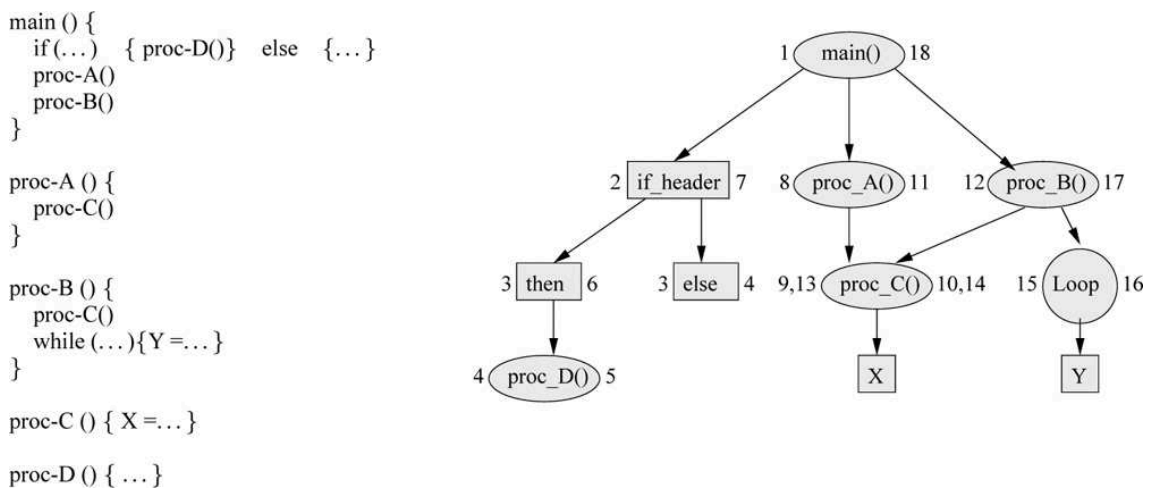 main () {
if (...) { proc-D()} else {...}
proc-A()
proc-B()
}
proc-A () {
proc-C()
}
proc-B () {
proc-C()
while (...){Y =...}
}
proc-C () { X =...}
proc-D () { ...}
1 main() 18
2 if_header 7 8 proc_A() 11 12 proc_B() 17
3 then 6 3 else 4 9,13 proc_C() 10,14 15 Loop 16
4 proc_D() 5 X Y